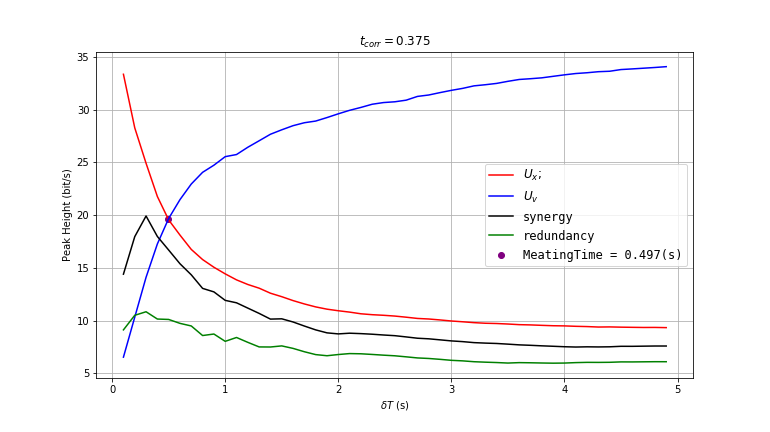 t_corr = 0.375
Peak Height (bit/s)
35
30
25
20
15
10
5
0
1
2
3
4
5
δT (s)
U_x;
U_v
synergy
redundancy
MeatingTime = 0.497(s)